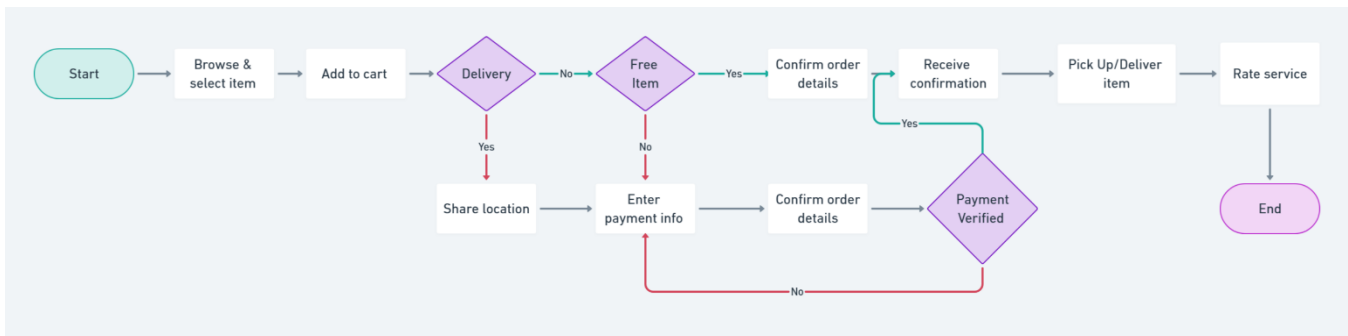 Start
Browse &
select item
Add to cart
Delivery
No
Free
Item
Yes
Confirm order
details
Receive
confirmation
Pick Up/Deliver
item
Rate service
Yes
No
Yes
Share location
Enter
payment info
Confirm order
details
Payment
Verified
End
No